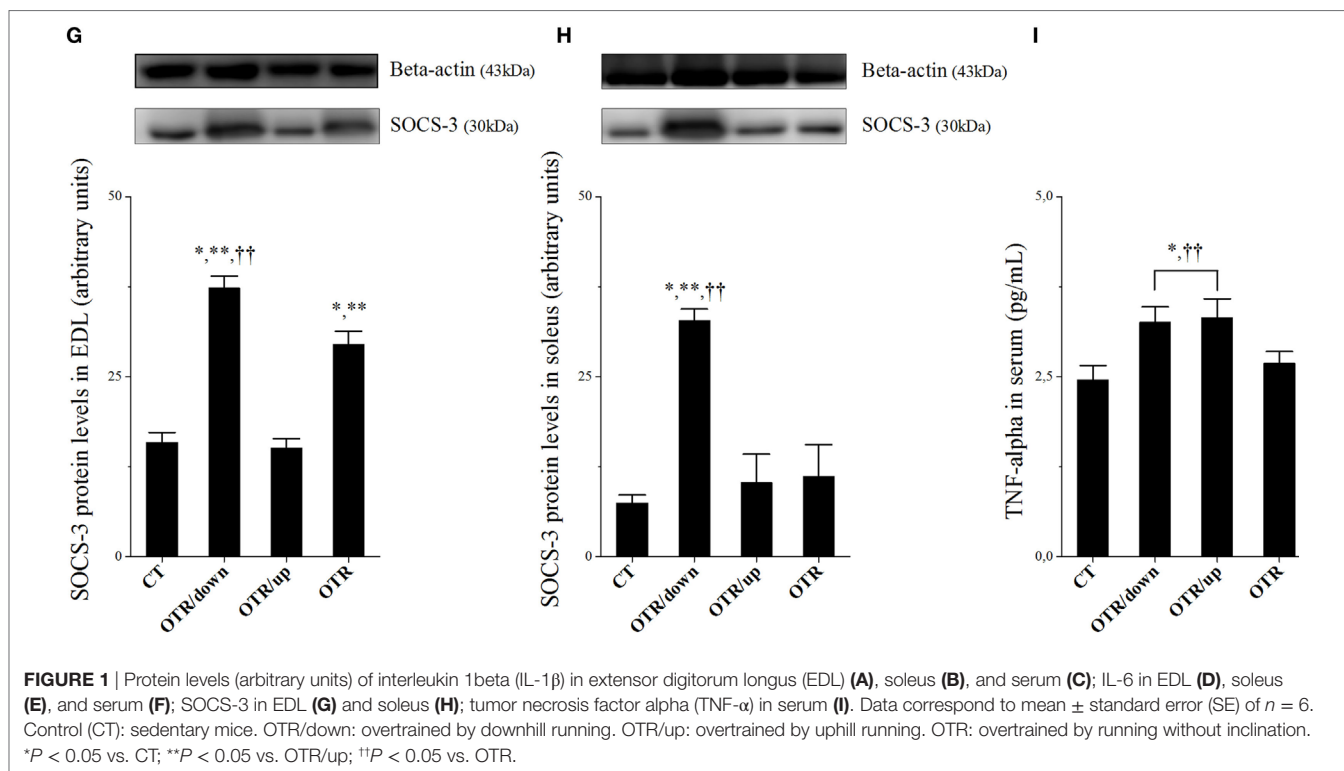 G
Beta-actin (43kDa)
SOCS-3 (30kDa)
SOCS-3 protein levels in EDL (arbitrary units)
50
25
0
*,**,††
*,**
CT
OTR/down
OTR/up
OTR
H
Beta-actin (43kDa)
SOCS-3 (30kDa)
SOCS-3 protein levels in soleus (arbitrary units)
50
25
0
*,**,††
CT
OTR/down
OTR/up
OTR
I
TNF-alpha in serum (pg/mL)
5,0
2,5
0,0
*,††
CT
OTR/down
OTR/up
OTR
FIGURE 1 | Protein levels (arbitrary units) of interleukin 1beta (IL-1β) in extensor digitorum longus (EDL) (A), soleus (B), and serum (C); IL-6 in EDL (D), soleus
(E), and serum (F); SOCS-3 in EDL (G) and soleus (H); tumor necrosis factor alpha (TNF-α) in serum (I). Data correspond to mean ± standard error (SE) of n = 6.
Control (CT): sedentary mice. OTR/down: overtrained by downhill running. OTR/up: overtrained by uphill running. OTR: overtrained by running without inclination.
*P < 0.05 vs. CT; **P < 0.05 vs. OTR/up; ††P < 0.05 vs. OTR.